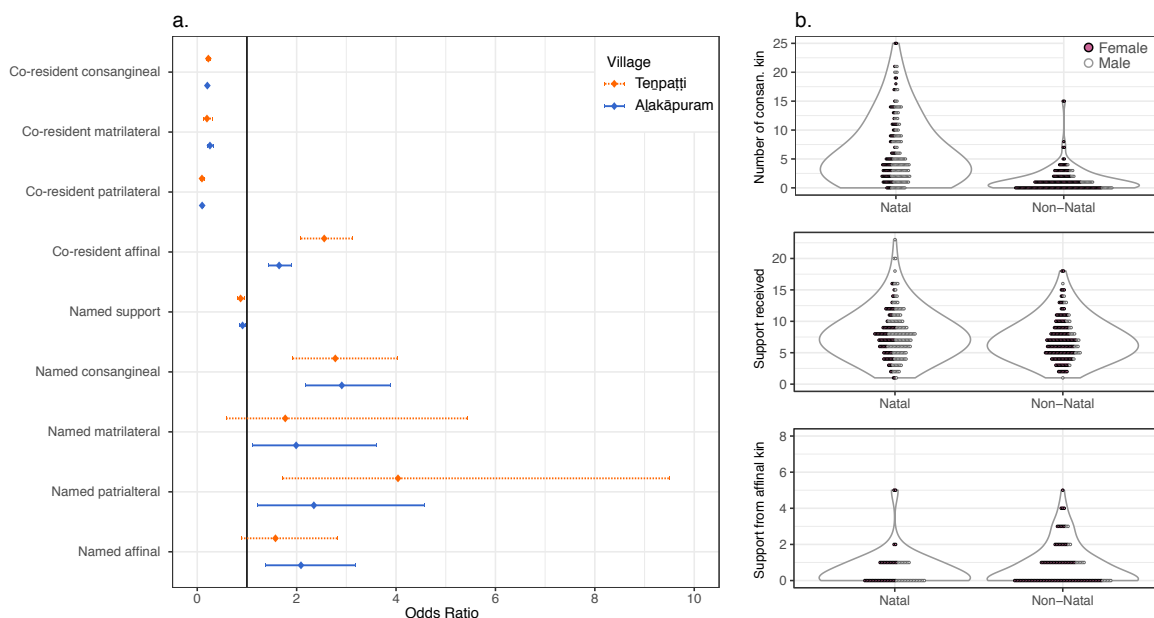 a.
Co-resident consangineal
Co-resident matrilateral
Co-resident patrilateral
Co-resident affinal
Named support
Named consangineal
Named matrilateral
Named patrialteral
Named affinal
Village
Teṉpaṭṭi
Aḻakāpuram
0 2 4 6 8 10
Odds Ratio
b.
Number of consan. kin
25
20
15
10
5
0
Female
Male
Natal Non−Natal
Support received
20
15
10
5
0
Natal Non−Natal
Support from affinal kin
8
6
4
2
0
Natal Non−Natal